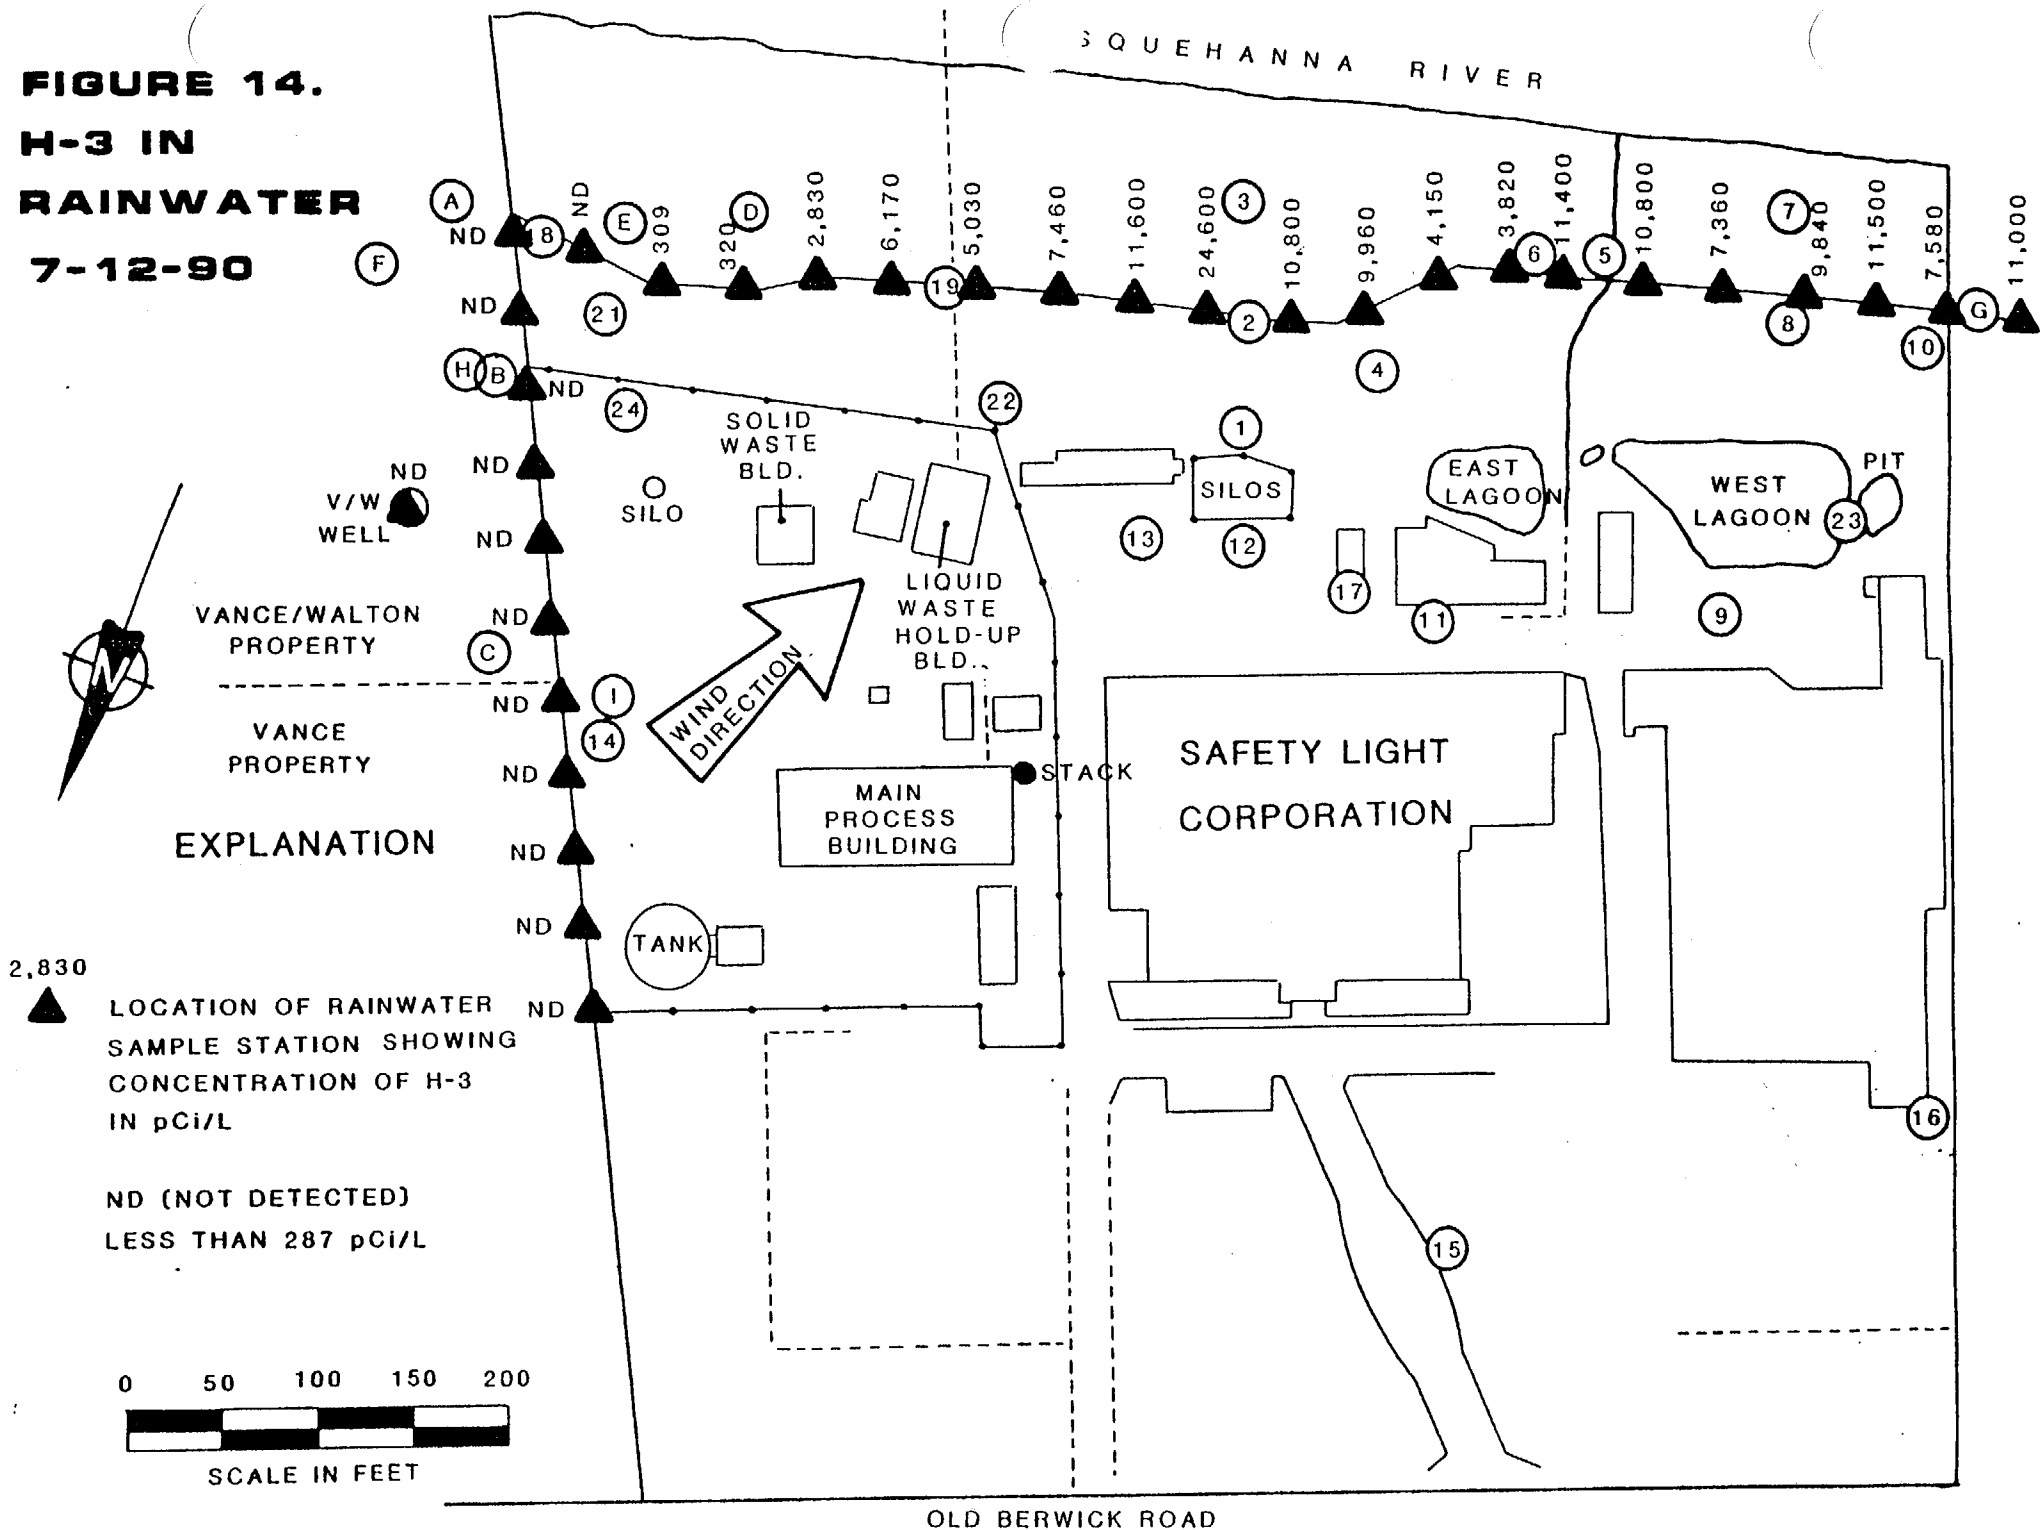 FIGURE 14.
H-3 IN
RAINWATER
7-12-90
SQUEHANNA RIVER
A
ND
18
ND
E
309
320
D
2,830
6,170
19
5,030
7,460
11,600
24,600
3
2
10,800
9,960
4,150
3,820
6
11,400
5
10,800
7,360
7
9,840
8
11,500
7,580
G
11,000
10
F
ND
21
H
B
ND
24
22
4
1
SOLID
WASTE
BLD.
ND
ND
V/W
WELL
SILO
SILOS
EAST
LAGOON
WEST
LAGOON
PIT
23
ND
13
12
17
11
9
LIQUID
WASTE
HOLD-UP
BLD.
VANCE/WALTON
PROPERTY
ND
C
ND
I
14
WIND
DIRECTION
VANCE
PROPERTY
ND
STACK
MAIN
PROCESS
BUILDING
SAFETY LIGHT
CORPORATION
EXPLANATION
ND
ND
TANK
ND
2,830
LOCATION OF RAINWATER
SAMPLE STATION SHOWING
CONCENTRATION OF H-3
IN pCi/L
ND (NOT DETECTED)
LESS THAN 287 pCi/L
16
15
0 50 100 150 200
SCALE IN FEET
OLD BERWICK ROAD